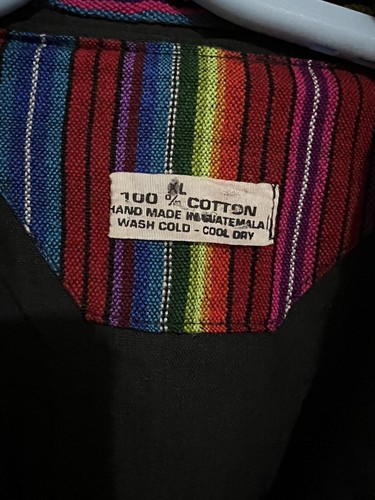 XL
100 % COTTON
HAND MADE IN GUATEMALA
WASH COLD - COOL DRY